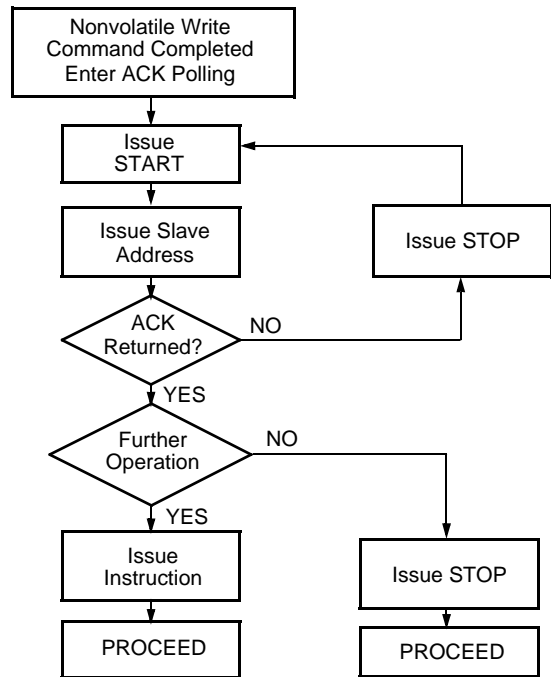 Nonvolatile Write
Command Completed
Enter ACK Polling
Issue
START
Issue Slave
Address
Issue STOP
ACK
Returned?
NO
YES
Further
Operation
NO
YES
Issue
Instruction
Issue STOP
PROCEED
PROCEED